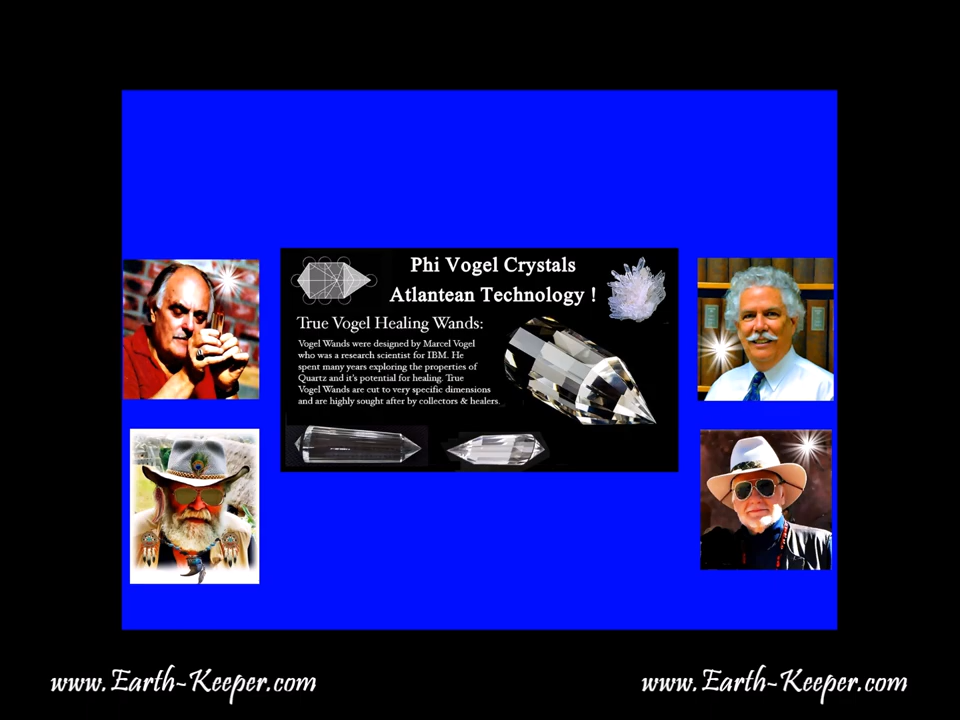 Phi Vogel Crystals
Atlantean Technology !
True Vogel Healing Wands:
Vogel Wands were designed by Marcel Vogel
who was a research scientist for IBM. He
spent many years exploring the properties of
Quartz and it's potential for healing. True
Vogel Wands are cut to very specific dimensions
and are highly sought after by collectors & healers.
www.Earth-Keeper.com
www.Earth-Keeper.com